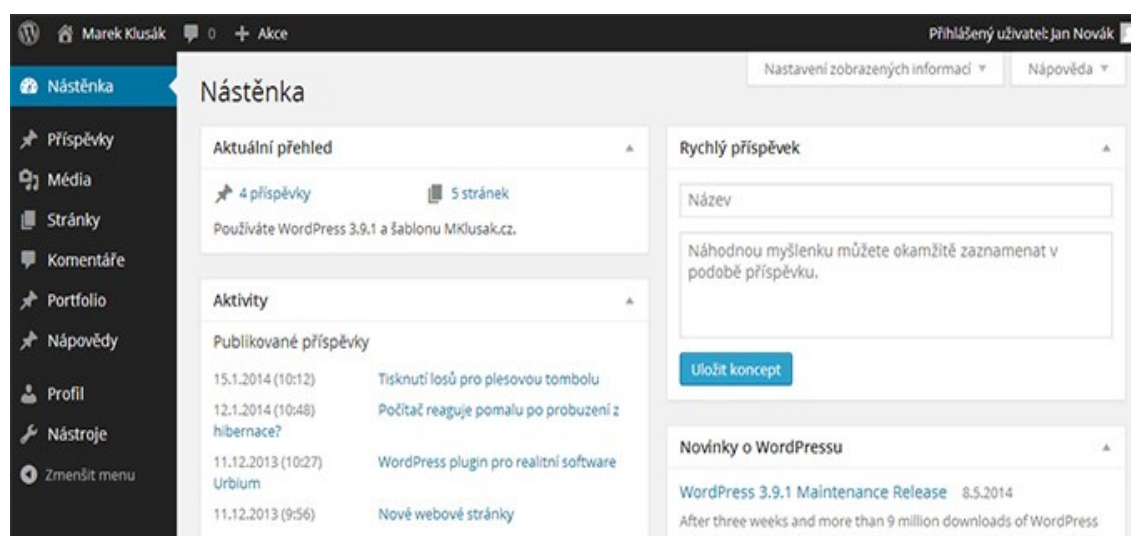 Marek Klusák 0 + Akce Přihlášený uživatel: Jan Novák
Nastavení zobrazených informací Nápověda
Nástěnka
Příspěvky
Média
Stránky
Komentáře
Portfolio
Nápovědy
Profil
Nástroje
Zmenšit menu
Nástěnka
Aktuální přehled
4 příspěvky 5 stránek
Používáte WordPress 3.9.1 a šablonu MKlusak.cz.
Aktivity
Publikované příspěvky
15.1.2014 (10:12) Tisknutí losů pro plesovou tombolu
12.1.2014 (10:48) Počítač reaguje pomalu po probuzení z
hibernace?
11.12.2013 (10:27) WordPress plugin pro realitní software
Urbium
11.12.2013 (9:56) Nové webové stránky
Rychlý příspěvek
Název
Náhodnou myšlenku můžete okamžitě zaznamenat v
podobě příspěvku.
Uložit koncept
Novinky o WordPressu
WordPress 3.9.1 Maintenance Release 8.5.2014
After three weeks and more than 9 million downloads of WordPress